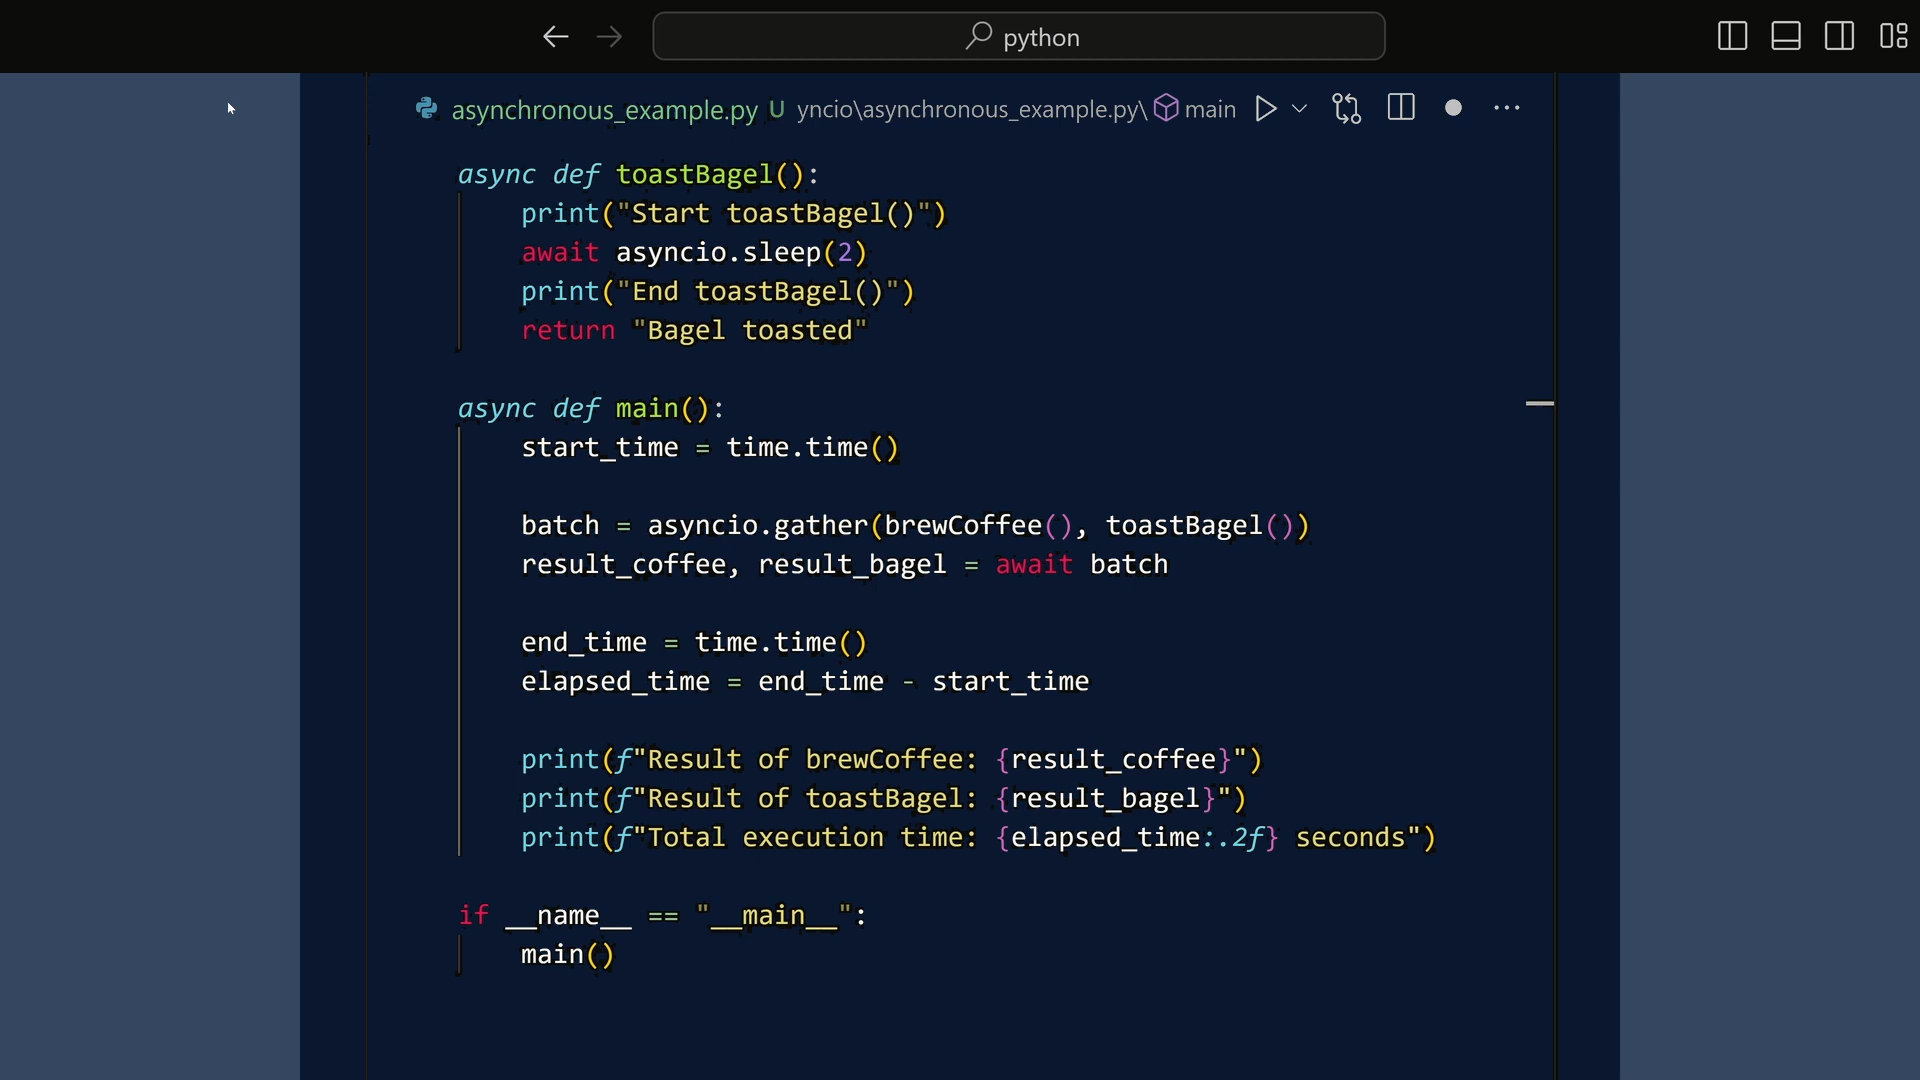 python
asynchronous_example.py U yncio\asynchronous_example.py\ main
async def toastBagel():
    print("Start toastBagel()")
    await asyncio.sleep(2)
    print("End toastBagel()")
    return "Bagel toasted"
async def main():
    start_time = time.time()
    batch = asyncio.gather(brewCoffee(), toastBagel())
    result_coffee, result_bagel = await batch
    end_time = time.time()
    elapsed_time = end_time - start_time
    print(f"Result of brewCoffee: {result_coffee}")
    print(f"Result of toastBagel: {result_bagel}")
    print(f"Total execution time: {elapsed_time:.2f} seconds")
if __name__ == "__main__":
    main()